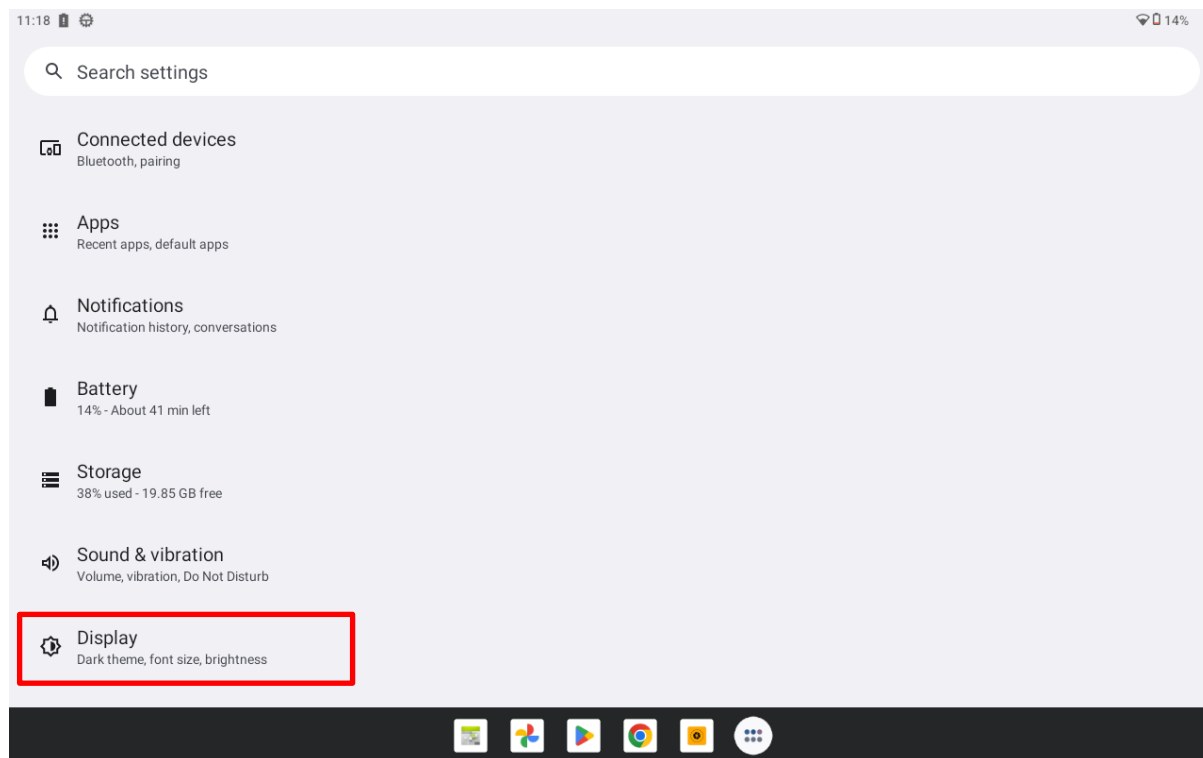 11:18
14%
Search settings
Connected devices
Bluetooth, pairing
Apps
Recent apps, default apps
Notifications
Notification history, conversations
Battery
14% - About 41 min left
Storage
38% used - 19.85 GB free
Sound & vibration
Volume, vibration, Do Not Disturb
Display
Dark theme, font size, brightness